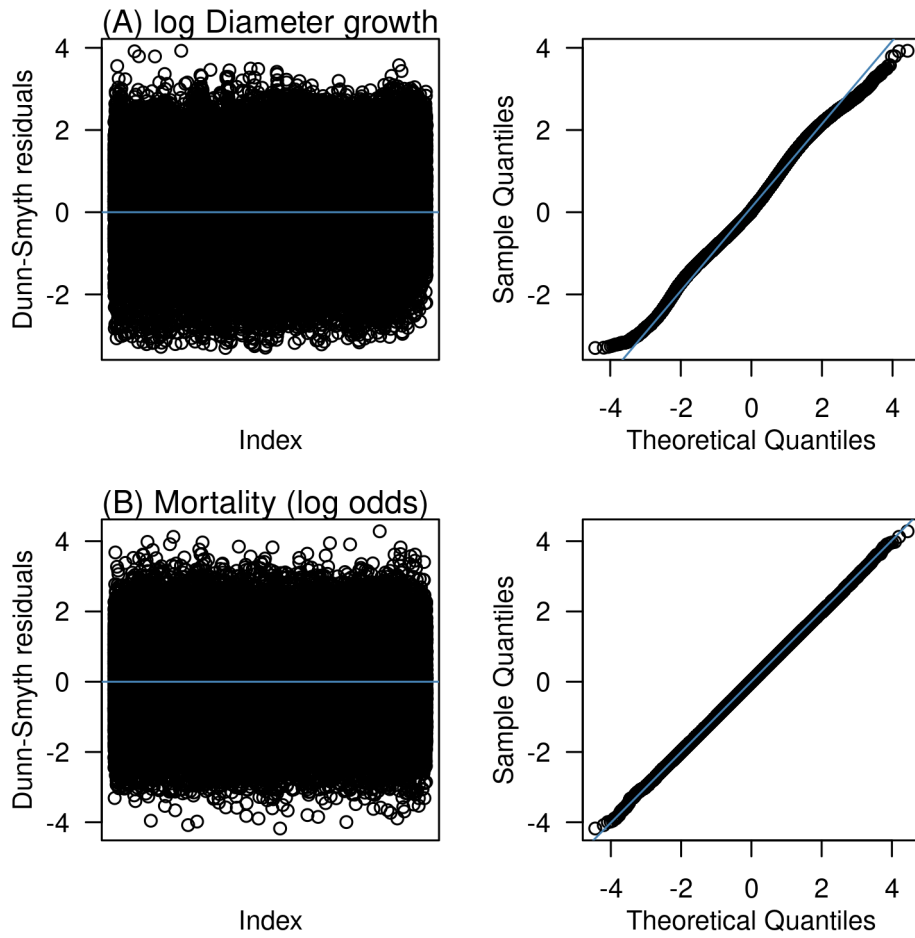 (A) log Diameter growth
Dunn-Smyth residuals
4
2
0
-2
Index
Sample Quantiles
4
2
0
-2
-4 -2 0 2 4
Theoretical Quantiles
(B) Mortality (log odds)
Dunn-Smyth residuals
4
2
0
-2
-4
Index
Sample Quantiles
4
2
0
-2
-4
-4 -2 0 2 4
Theoretical Quantiles